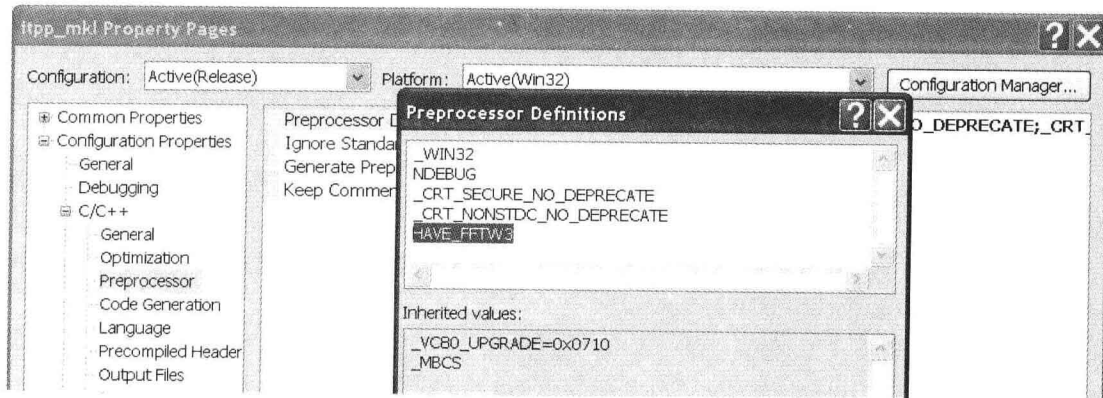 ftpp_mkl Property Pages
Configuration: Active(Release) Platform: Active(Win32) Configuration Manager...
Common Properties
Configuration Properties
General
Debugging
C/C++
General
Optimization
Preprocessor
Code Generation
Language
Precompiled Header
Output Files
Preprocessor D
Ignore Standa
Generate Prep
Keep Commen
O_DEPRECATE;_CRT_
Preprocessor Definitions
_WIN32
NDEBUG
_CRT_SECURE_NO_DEPRECATE
_CRT_NONSTDC_NO_DEPRECATE
HAVE_FFTW3
Inherited values:
_VC80_UPGRADE=0x0710
_MBCS